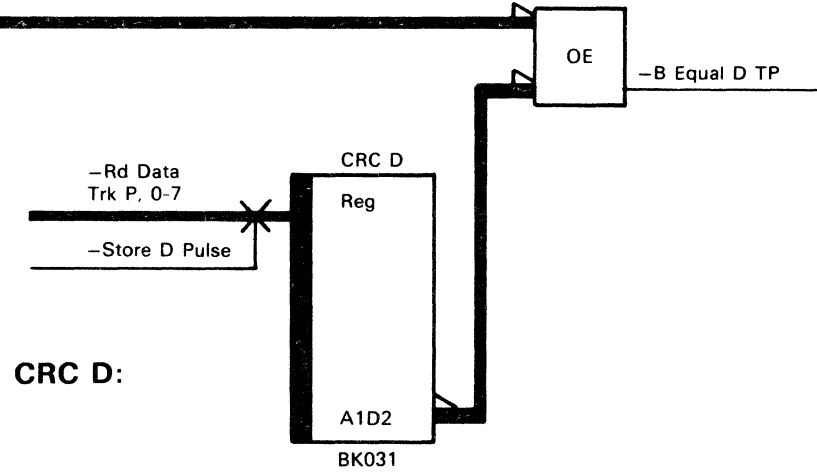 OE
–B Equal D TP
CRC D
–Rd Data
Trk P, 0-7
Reg
–Store D Pulse
CRC D:
A1D2
BK031